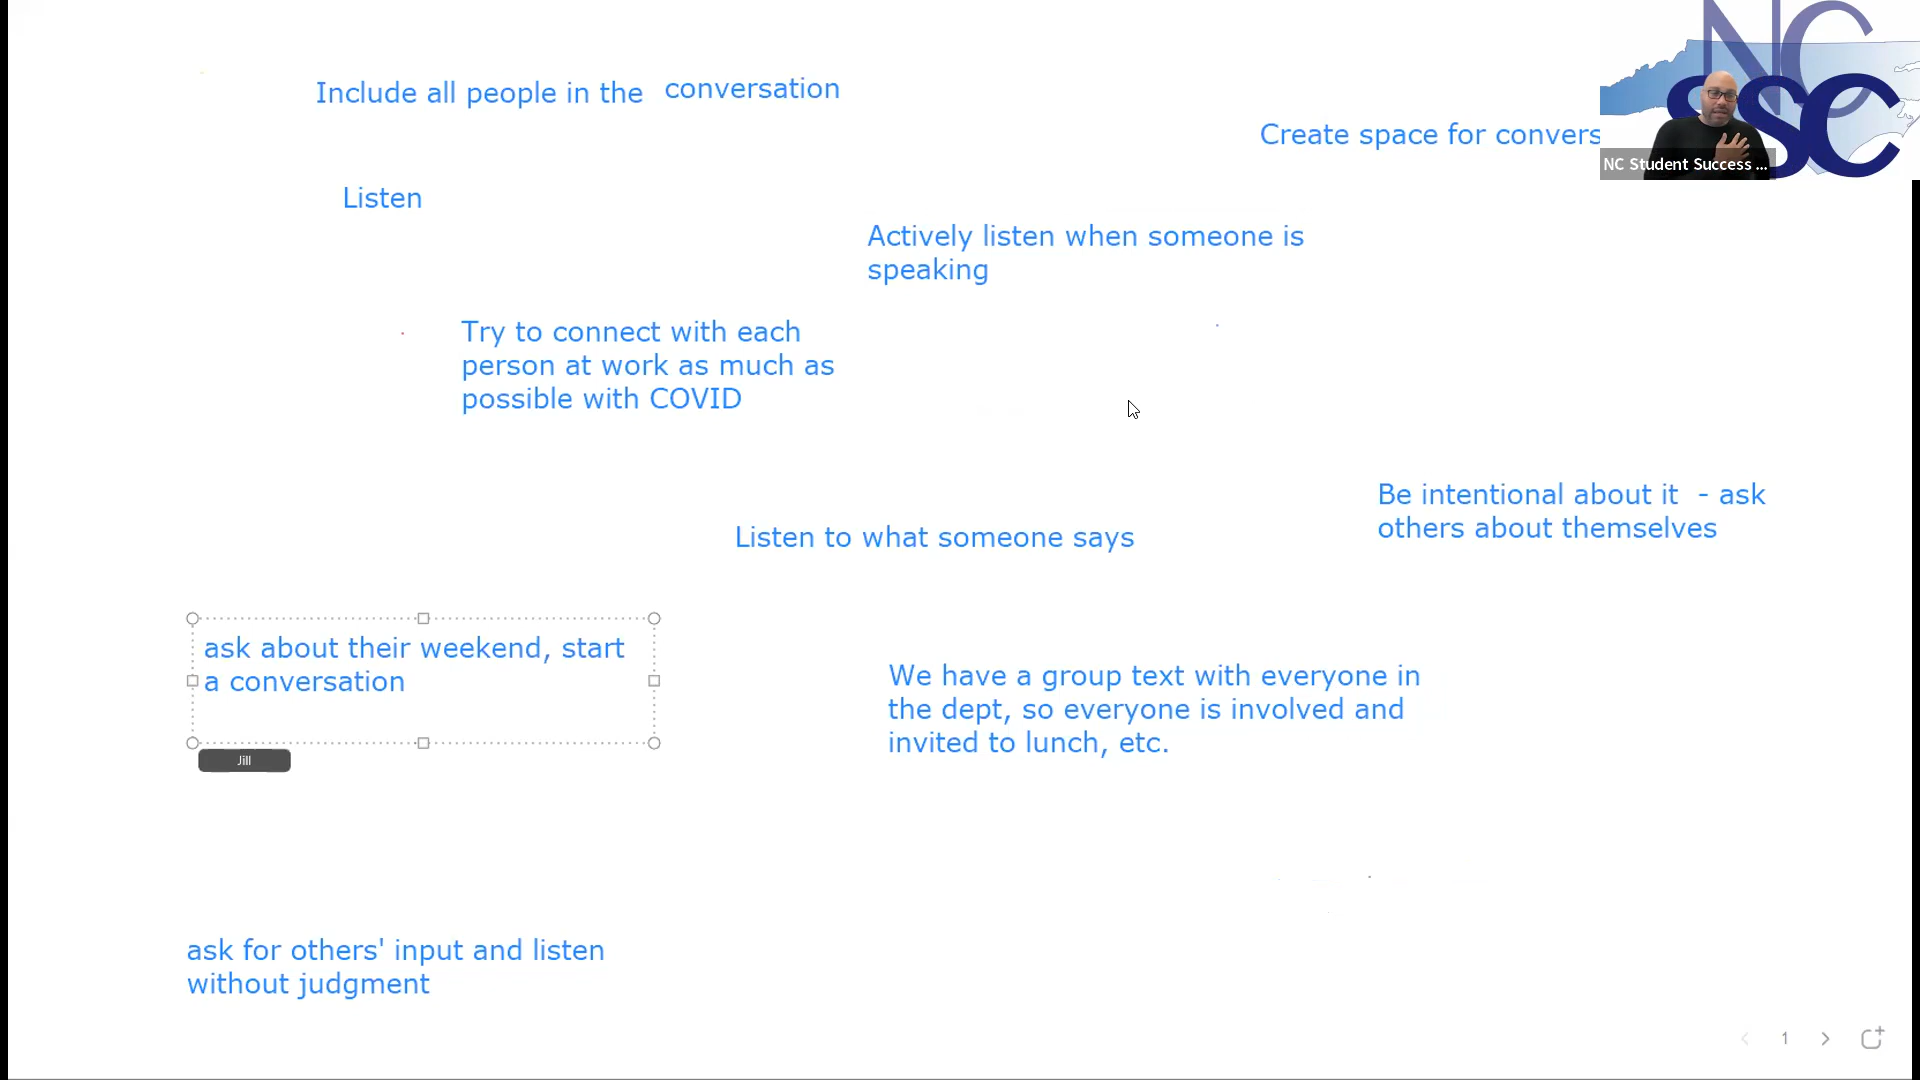 Include all people in the conversation
Create space for convers
NC
SSC
NC Student Success ...
Listen
Actively listen when someone is
speaking
Try to connect with each
person at work as much as
possible with COVID
Be intentional about it - ask
others about themselves
Listen to what someone says
ask about their weekend, start
a conversation
Jill
We have a group text with everyone in
the dept, so everyone is involved and
invited to lunch, etc.
ask for others' input and listen
without judgment
1